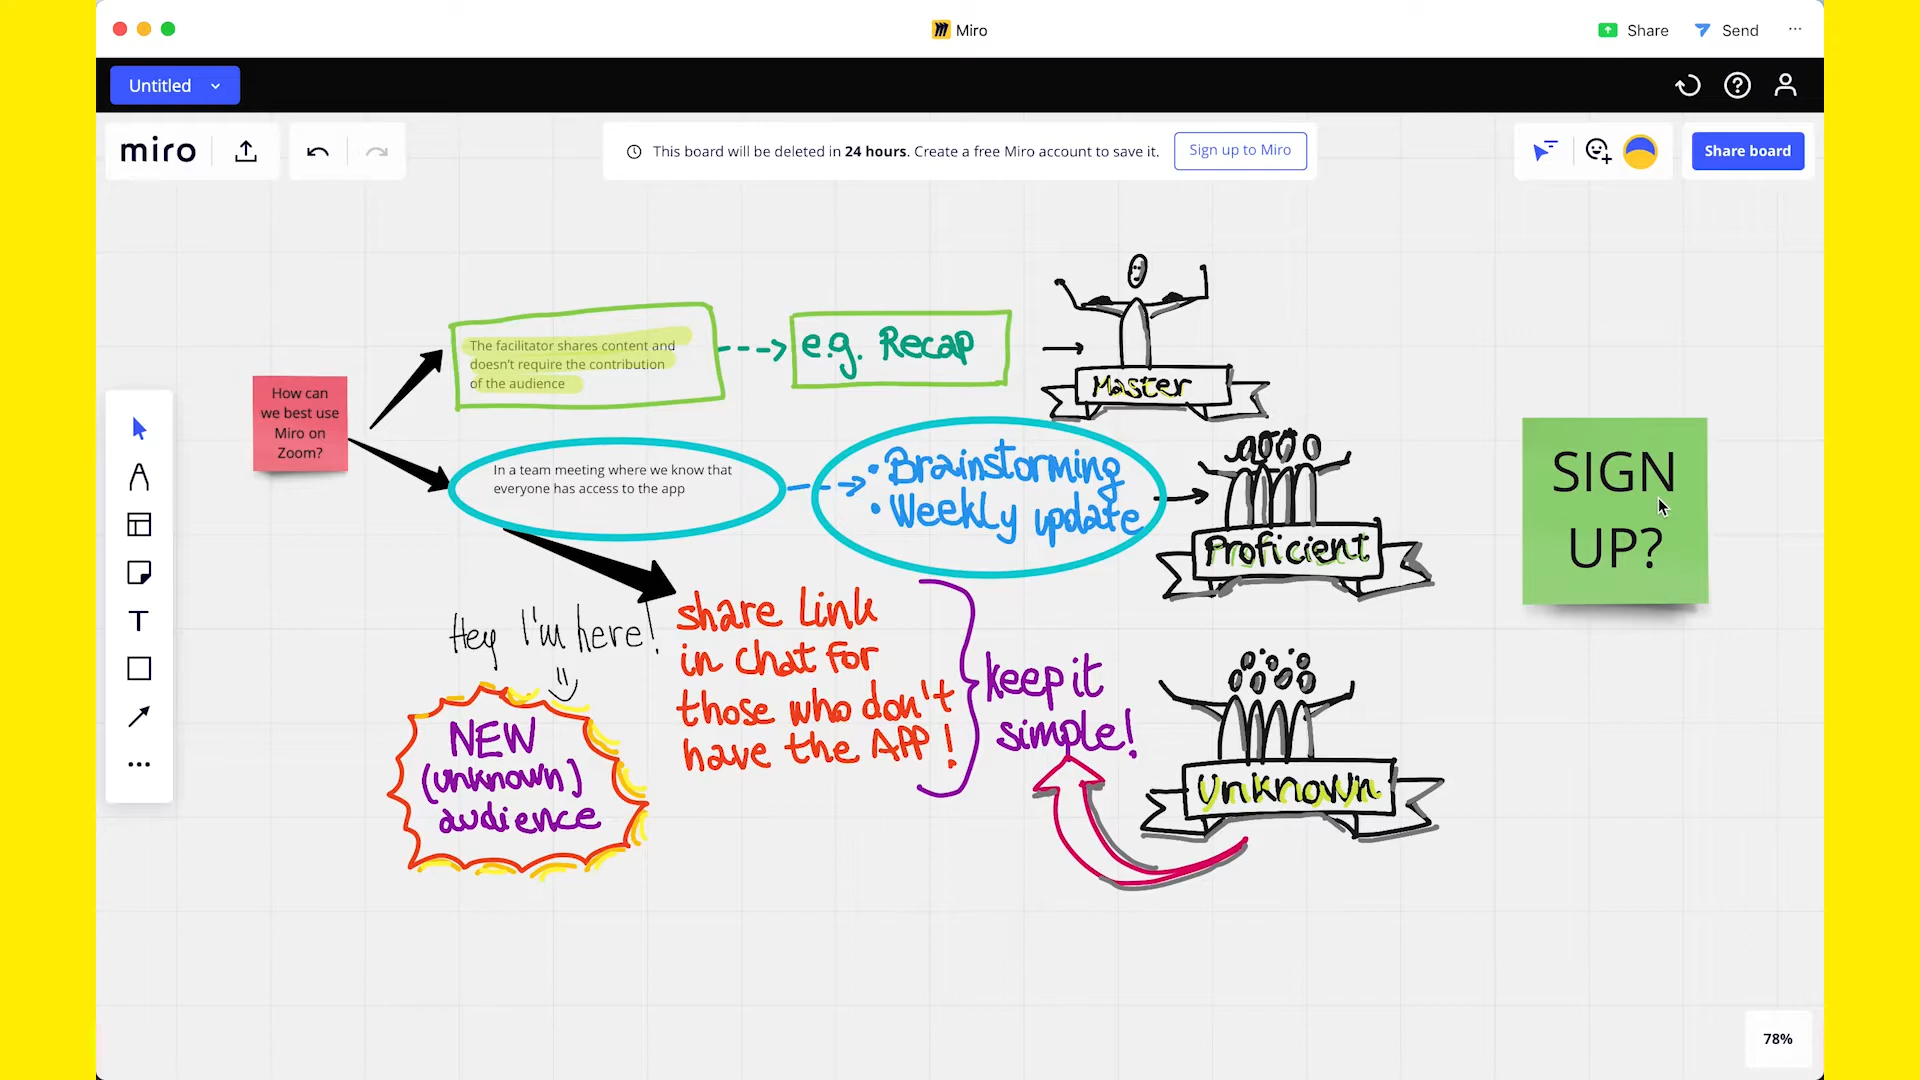 Miro
Share
Send
Untitled
miro
This board will be deleted in 24 hours. Create a free Miro account to save it.
Sign up to Miro
Share board
How can
we best use
Miro on
Zoom?
The facilitator shares content and
doesn't require the contribution
of the audience
e.g. Recap
Master
In a team meeting where we know that
everyone has access to the app
• Brainstorming
• Weekly update
Proficient
SIGN
UP?
Hey I'm here!
share link
in chat for
those who don't
have the APP!
keep it
simple!
NEW
(unknown)
audience
Unknown
T
78%